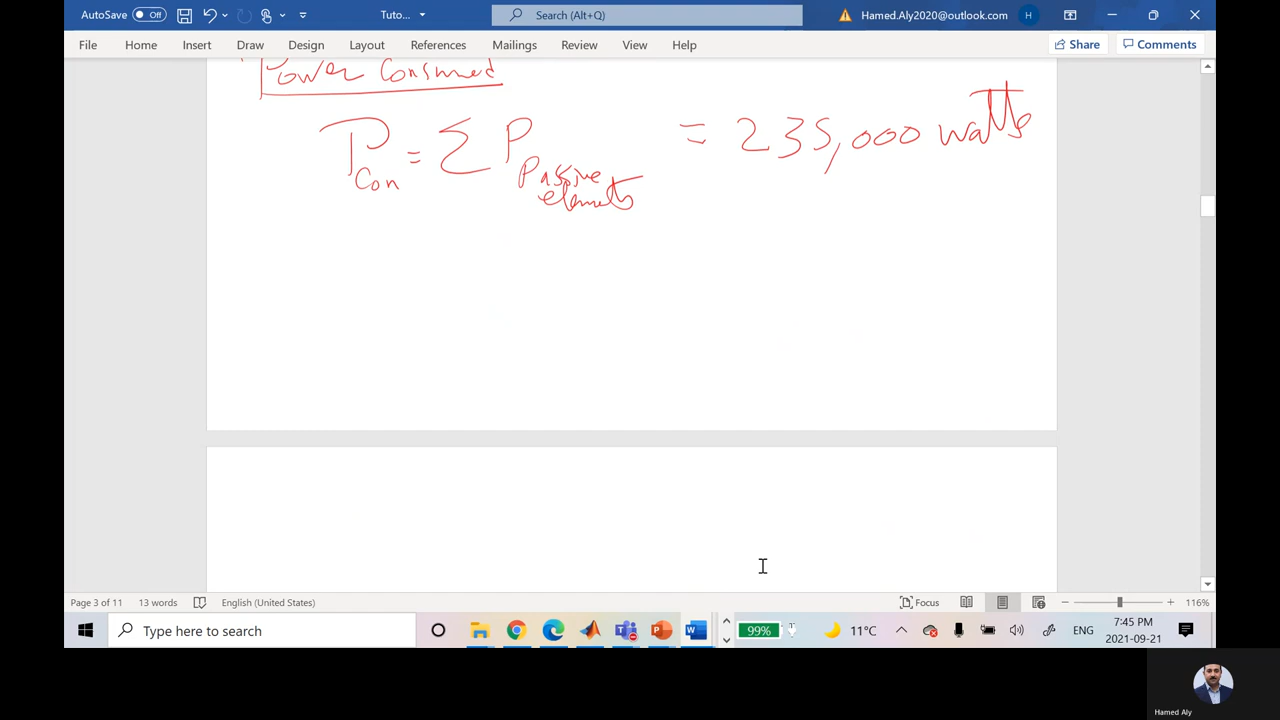 AutoSave Off Tuto... Search (Alt+Q) Hamed.Aly2020@outlook.com H
File Home Insert Draw Design Layout References Mailings Review View Help Share Comments
Power Consumed
P Con = Σ P Passive elements = 235,000 watts
Page 3 of 11 13 words English (United States) Focus 116%
Type here to search 99% 11°C ENG 7:45 PM
2021-09-21
Hamed Aly